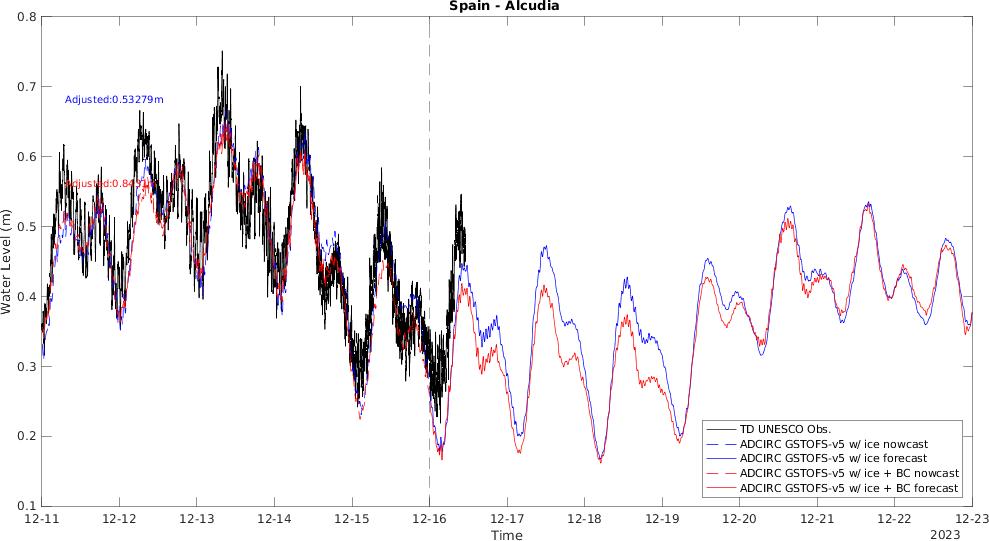 Spain - Alcudia
0.8
0.7
0.6
0.5
0.4
0.3
0.2
0.1
Water Level (m)
Adjusted:0.53279m
TD UNESCO Obs.
ADCIRC GSTOFS-v5 w/ ice nowcast
ADCIRC GSTOFS-v5 w/ ice forecast
ADCIRC GSTOFS-v5 w/ ice + BC nowcast
ADCIRC GSTOFS-v5 w/ ice + BC forecast
12-11 12-12 12-13 12-14 12-15 12-16 12-17 12-18 12-19 12-20 12-21 12-22 12-23
Time
2023